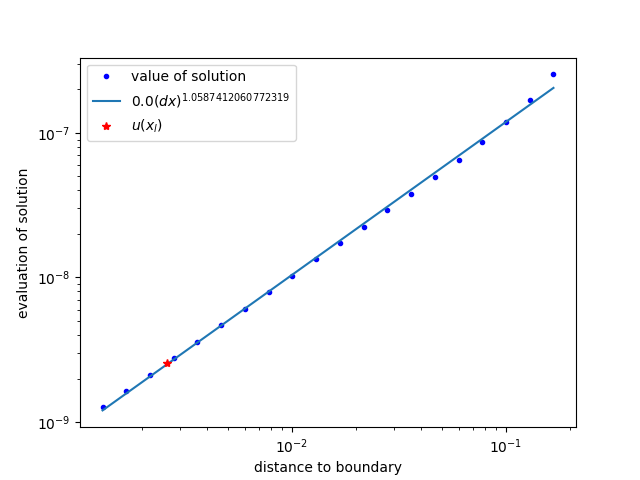 value of solution
0.0(dx)^1.0587412060772319
u(x_l)
10^-7
10^-8
10^-9
evaluation of solution
10^-2
10^-1
distance to boundary